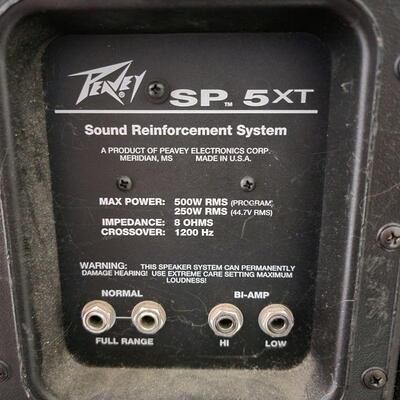 PEAVEY SP™ 5XT
Sound Reinforcement System
A PRODUCT OF PEAVEY ELECTRONICS CORP.
MERIDIAN, MS MADE IN U.S.A.
MAX POWER: 500W RMS (PROGRAM)
250W RMS (44.7V RMS)
IMPEDANCE: 8 OHMS
CROSSOVER: 1200 Hz
WARNING: THIS SPEAKER SYSTEM CAN PERMANENTLY
DAMAGE HEARING! USE EXTREME CARE SETTING MAXIMUM
LOUDNESS!
NORMAL BI-AMP
FULL RANGE HI LOW